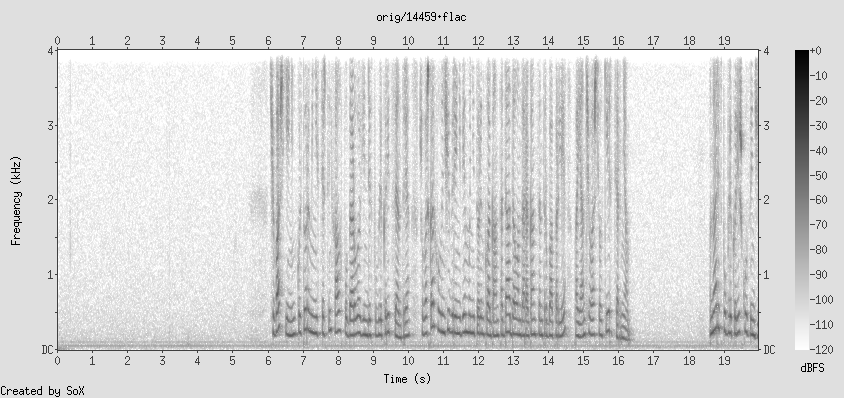 orig/14459•flac
0 1 2 3 4 5 6 7 8 9 10 11 12 13 14 15 16 17 18 19
4 4 +0
-10
-20
3 3 -30
-40
-50
2 2 -60
Frequency (kHz)
-70
-80
1 1 -90
-100
-110
DC DC -120
0 1 2 3 4 5 6 7 8 9 10 11 12 13 14 15 16 17 18 19
dBFS
Time (s)
Created by SoX